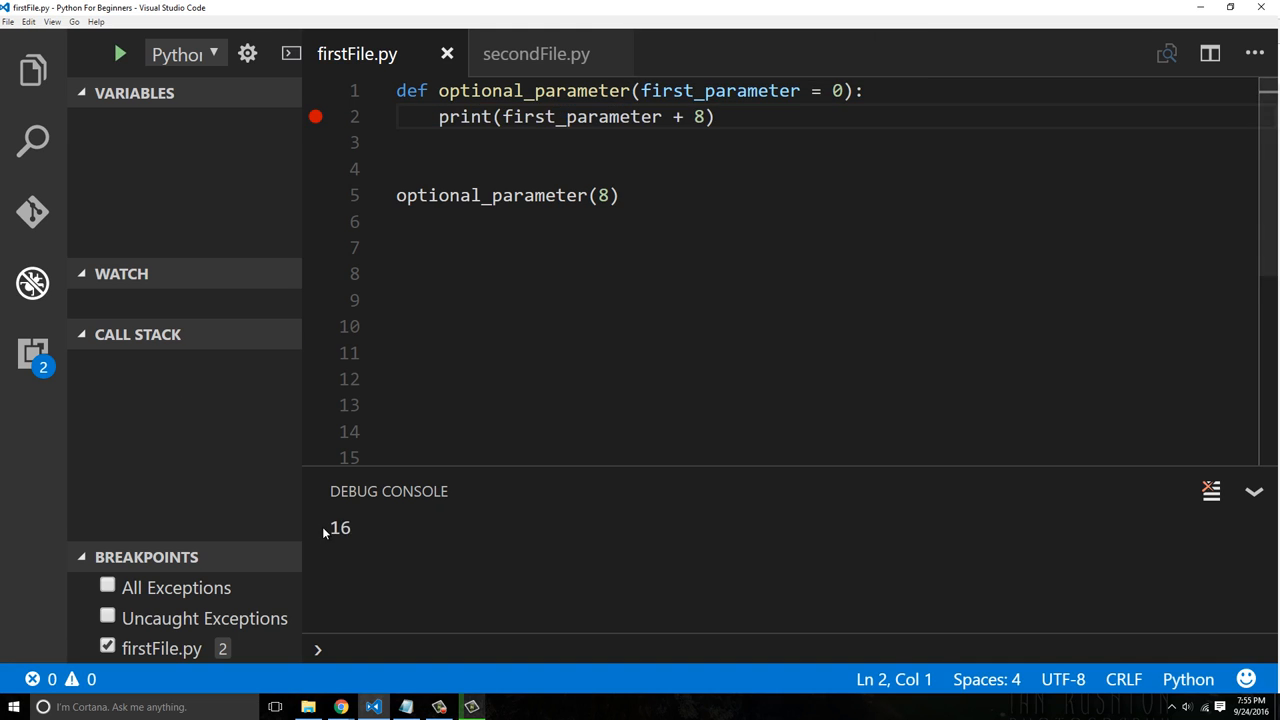 firstFile.py - Python For Beginners - Visual Studio Code
File Edit View Go Help
Python
firstFile.py
secondFile.py
VARIABLES
WATCH
CALL STACK
BREAKPOINTS
All Exceptions
Uncaught Exceptions
firstFile.py 2
2
1 def optional_parameter(first_parameter = 0):
2 print(first_parameter + 8)
3
4
5 optional_parameter(8)
6
7
8
9
10
11
12
13
14
15
DEBUG CONSOLE
16
0 0
Ln 2, Col 1 Spaces: 4 UTF-8 CRLF Python
I'm Cortana. Ask me anything.
7:55 PM
9/24/2016